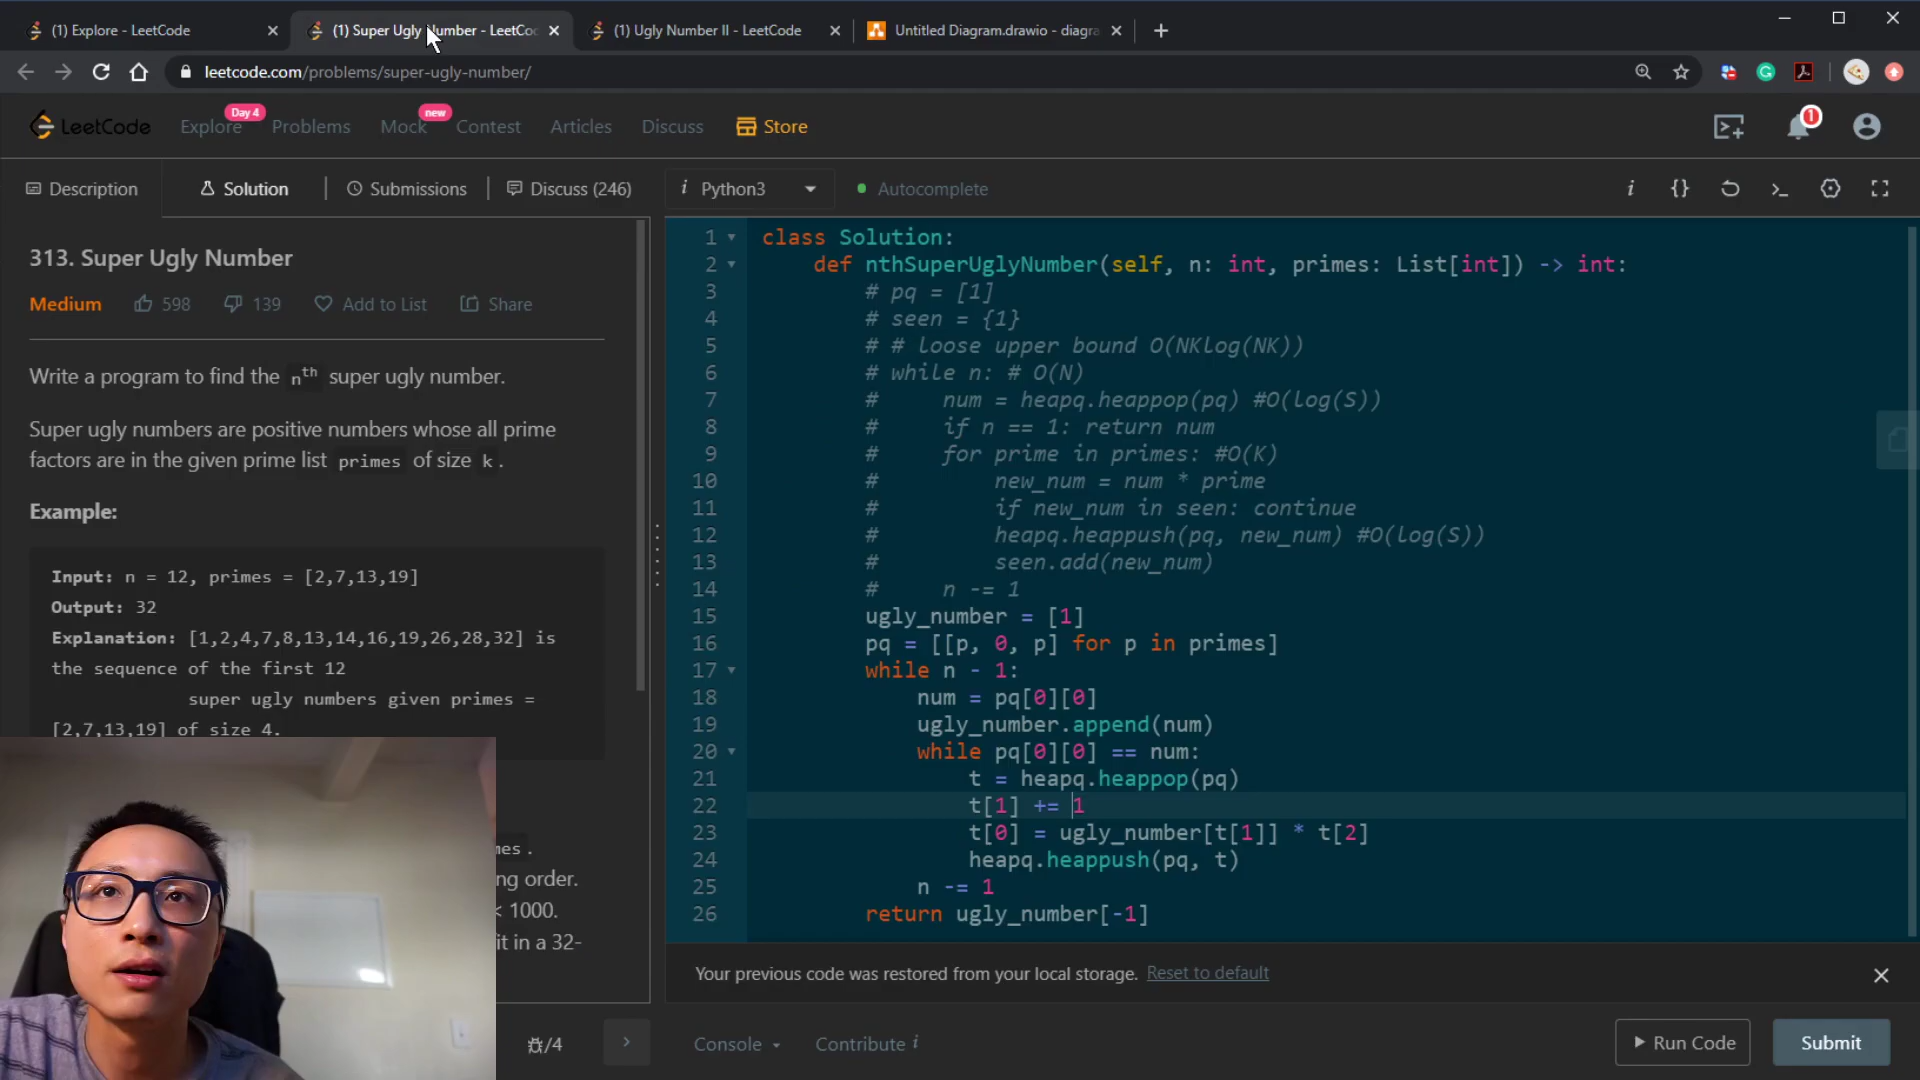 (1) Explore - LeetCode
(1) Super Ugly Number - LeetCo
(1) Ugly Number II - LeetCode
Untitled Diagram.drawio - diagra
leetcode.com/problems/super-ugly-number/
LeetCode
Explore
Day 4
Problems
Mock
new
Contest
Articles
Discuss
Store
1
Description
Solution
Submissions
Discuss (246)
i Python3
Autocomplete
i {} >_
313. Super Ugly Number
Medium 598 139 Add to List Share
Write a program to find the nth super ugly number.
Super ugly numbers are positive numbers whose all prime
factors are in the given prime list primes of size k .
Example:
Input: n = 12, primes = [2,7,13,19]
Output: 32
Explanation: [1,2,4,7,8,13,14,16,19,26,28,32] is
the sequence of the first 12
super ugly numbers given primes =
[2,7,13,19] of size 4.
mes .
ng order.
< 1000.
it in a 32-
/4
1 class Solution:
2 def nthSuperUglyNumber(self, n: int, primes: List[int]) -> int:
3 # pq = [1]
4 # seen = {1}
5 # # loose upper bound O(NKlog(NK))
6 # while n: # O(N)
7 # num = heapq.heappop(pq) #O(log(S))
8 # if n == 1: return num
9 # for prime in primes: #O(K)
10 # new_num = num * prime
11 # if new_num in seen: continue
12 # heapq.heappush(pq, new_num) #O(log(S))
13 # seen.add(new_num)
14 # n -= 1
15 ugly_number = [1]
16 pq = [[p, 0, p] for p in primes]
17 while n - 1:
18 num = pq[0][0]
19 ugly_number.append(num)
20 while pq[0][0] == num:
21 t = heapq.heappop(pq)
22 t[1] += 1
23 t[0] = ugly_number[t[1]] * t[2]
24 heapq.heappush(pq, t)
25 n -= 1
26 return ugly_number[-1]
Your previous code was restored from your local storage. Reset to default
Console
Contribute i
Run Code
Submit